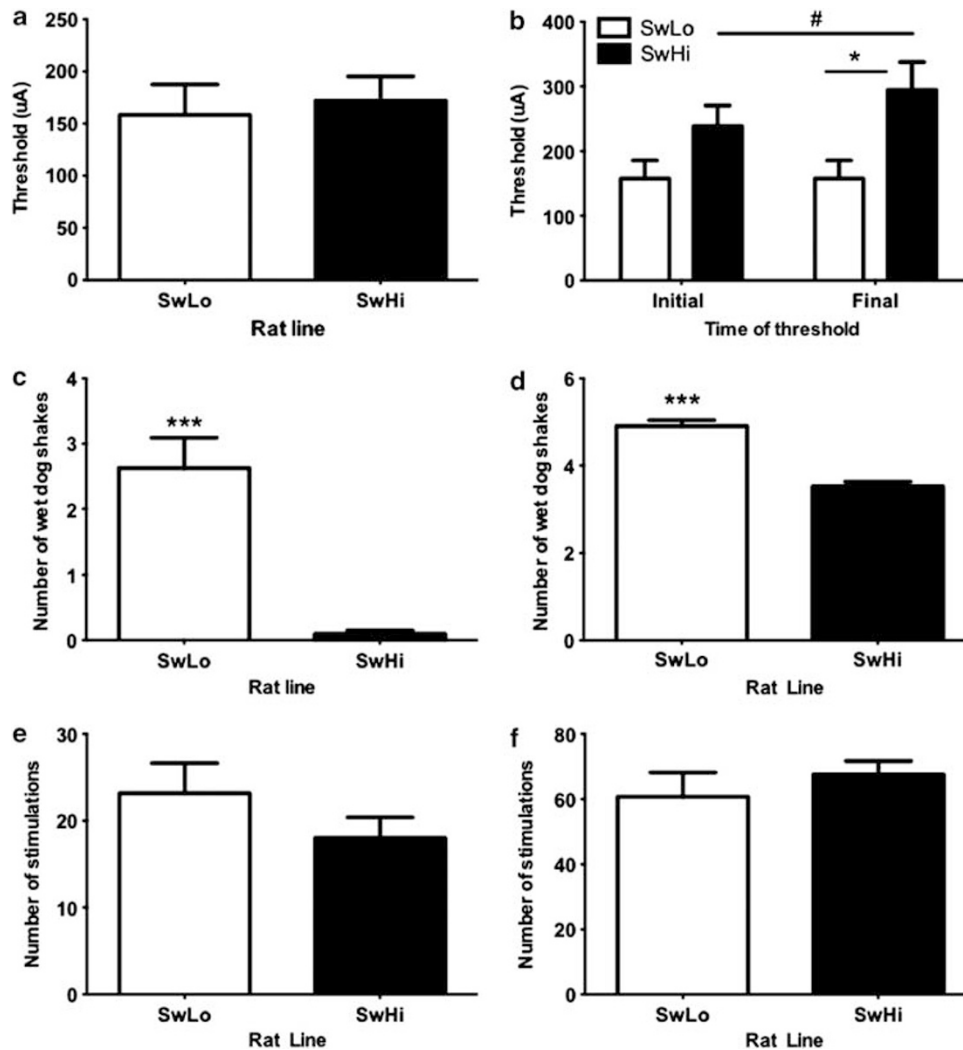 a
250
200
150
100
50
0
Threshold (uA)
SwLo
SwHi
Rat line
b
SwLo
SwHi
#
*
400
300
200
100
0
Threshold (uA)
Initial
Final
Time of threshold
c
4
3
2
1
0
Number of wet dog shakes
***
SwLo
SwHi
Rat line
d
6
4
2
0
Number of wet dog shakes
***
SwLo
SwHi
Rat Line
e
30
20
10
0
Number of stimulations
SwLo
SwHi
Rat Line
f
80
60
40
20
0
Number of stimulations
SwLo
SwHi
Rat Line